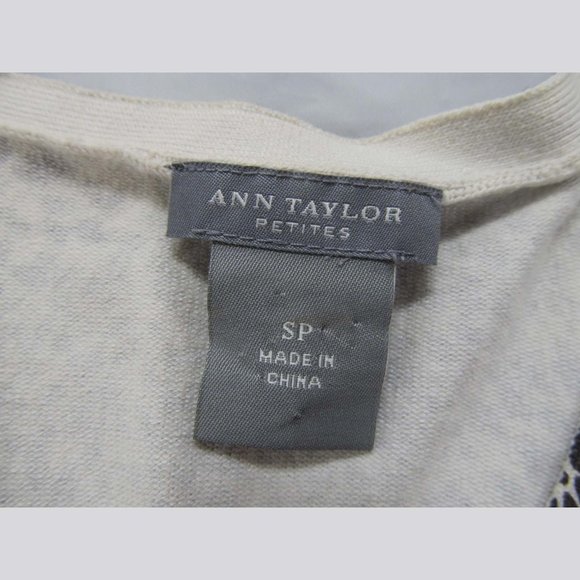 ANN TAYLOR
PETITES
SP
MADE IN
CHINA